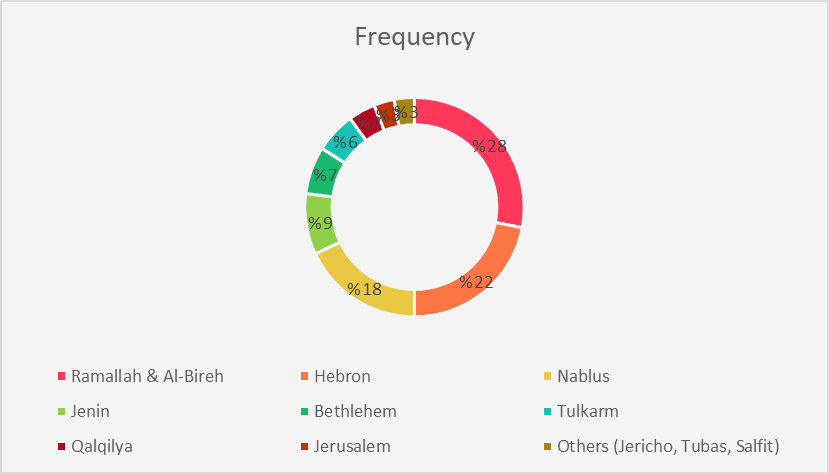 Frequency
%28
%22
%18
%9
%7
%6
%3
%3
Ramallah & Al-Bireh
Hebron
Nablus
Jenin
Bethlehem
Tulkarm
Qalqilya
Jerusalem
Others (Jericho, Tubas, Salfit)